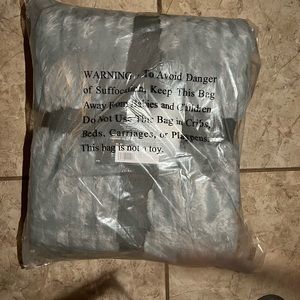 WARNING: To Avoid Danger
of Suffocation, Keep This Bag
Away From Babies and Children
Do Not Use This Bag in Cribs,
Beds, Carriages, or Playpens.
This bag is not a toy.